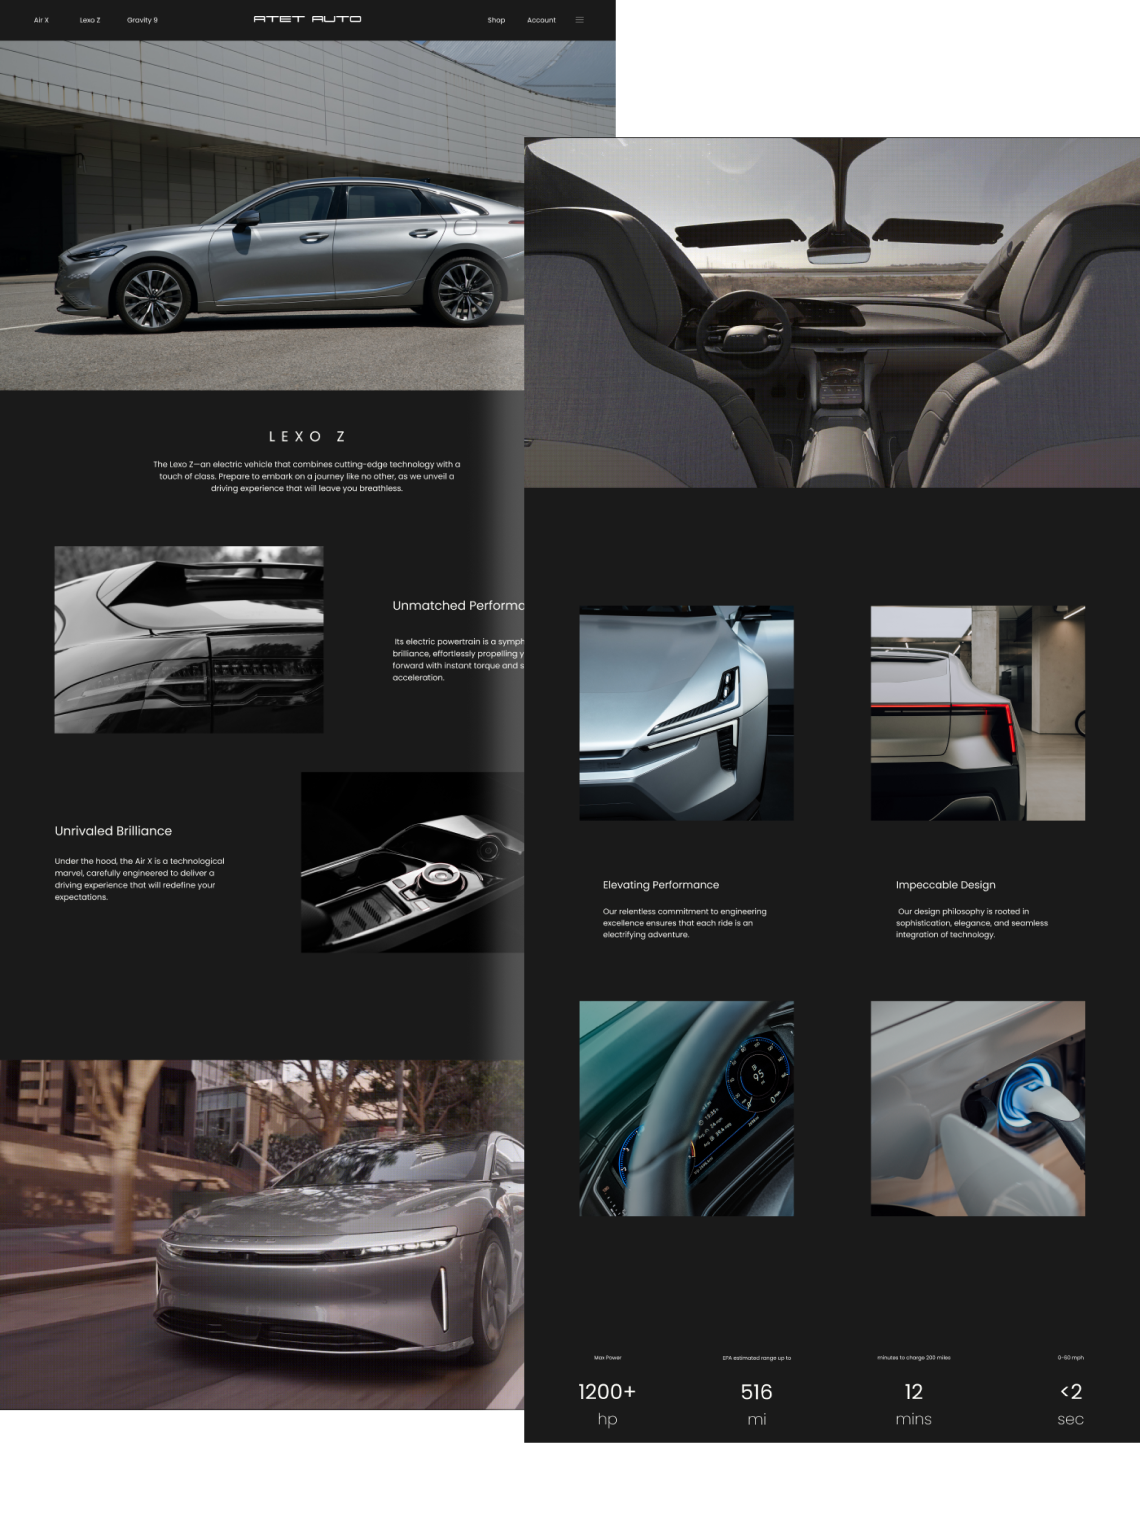 Air X
Lexo Z
Gravity 9
ATET AUTO
Shop
Account
LEXO Z
The Lexo Z—an electric vehicle that combines cutting-edge technology with a
touch of class. Prepare to embark on a journey like no other, as we unveil a
driving experience that will leave you breathless.
Unmatched Performa
Its electric powertrain is a symph
brilliance, effortlessly propelling y
forward with instant torque and s
acceleration.
Unrivaled Brilliance
Under the hood, the Air X is a technological
marvel, carefully engineered to deliver a
driving experience that will redefine your
expectations.
Elevating Performance
Our relentless commitment to engineering
excellence ensures that each ride is an
electrifying adventure.
Impeccable Design
Our design philosophy is rooted in
sophistication, elegance, and seamless
integration of technology.
95
Max Power
1200+
hp
EPA estimated range up to
516
mi
minutes to charge 200 miles
12
mins
0-60 mph
<2
sec